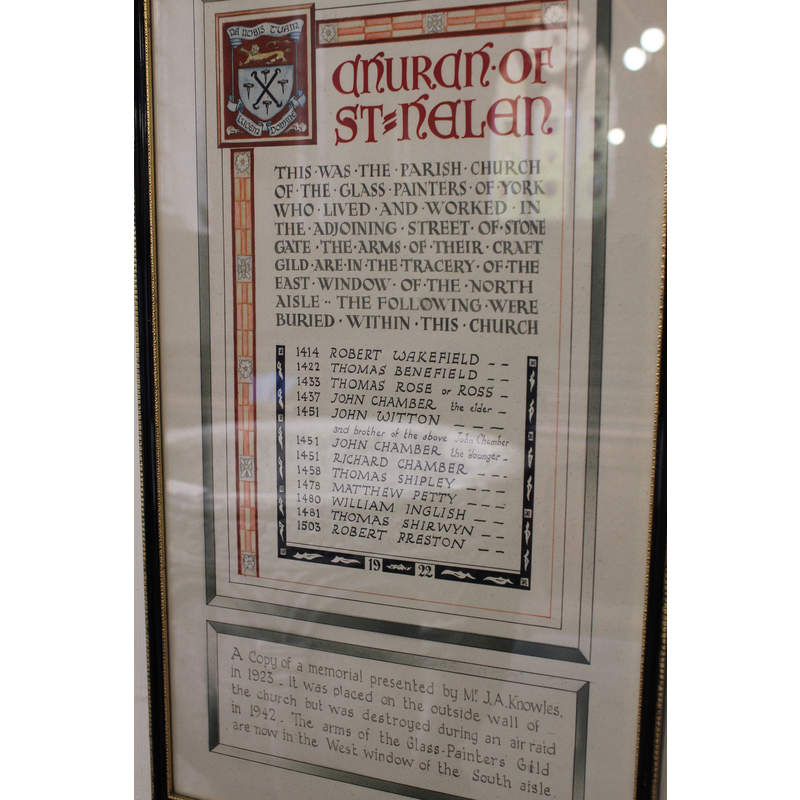 DA NOBIS TUAM
LUCEM DOMINE
CHURCH·OF
ST=HELEN
THIS·WAS·THE·PARISH·CHURCH
OF·THE·GLASS·PAINTERS·OF·YORK
WHO·LIVED·AND·WORKED·IN
THE·ADJOINING·STREET·OF·STONE
GATE·THE·ARMS·OF·THEIR·CRAFT
GILD·ARE·IN·THE·TRACERY·OF·THE
EAST·WINDOW·OF·THE·NORTH
AISLE··THE FOLLOWING·WERE
BURIED·WITHIN·THIS·CHURCH
1414 ROBERT WAKEFIELD – –
1422 THOMAS BENEFIELD – –
1433 THOMAS ROSE or ROSS –
1437 JOHN CHAMBER the elder –
1451 JOHN WITTON – – –
and brother of the above John Chamber
1451 JOHN CHAMBER the Younger –
1451 RICHARD CHAMBER – – –
1458 THOMAS SHIPLEY – – –
1478 MATTHEW PETTY – – –
1480 WILLIAM INGLISH – –
1481 THOMAS SHIRWYN – –
1503 ROBERT PRESTON – –
19 22
A Copy of a memorial presented by Mr. J.A. Knowles,
in 1923 . It was placed on the outside wall of
the church but was destroyed during an air raid
in 1942 . The arms of the Glass-Painters' Gild
are now in the West window of the South aisle.